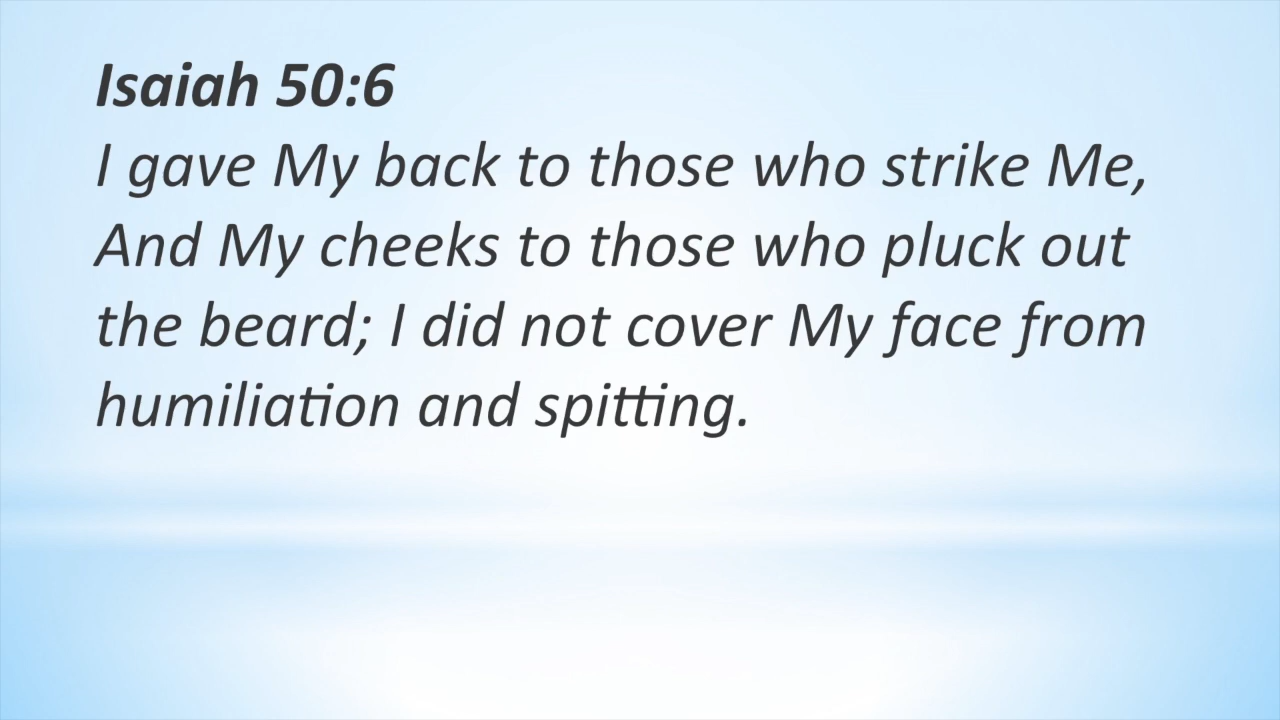 Isaiah 50:6
I gave My back to those who strike Me,
And My cheeks to those who pluck out
the beard; I did not cover My face from
humiliation and spitting.